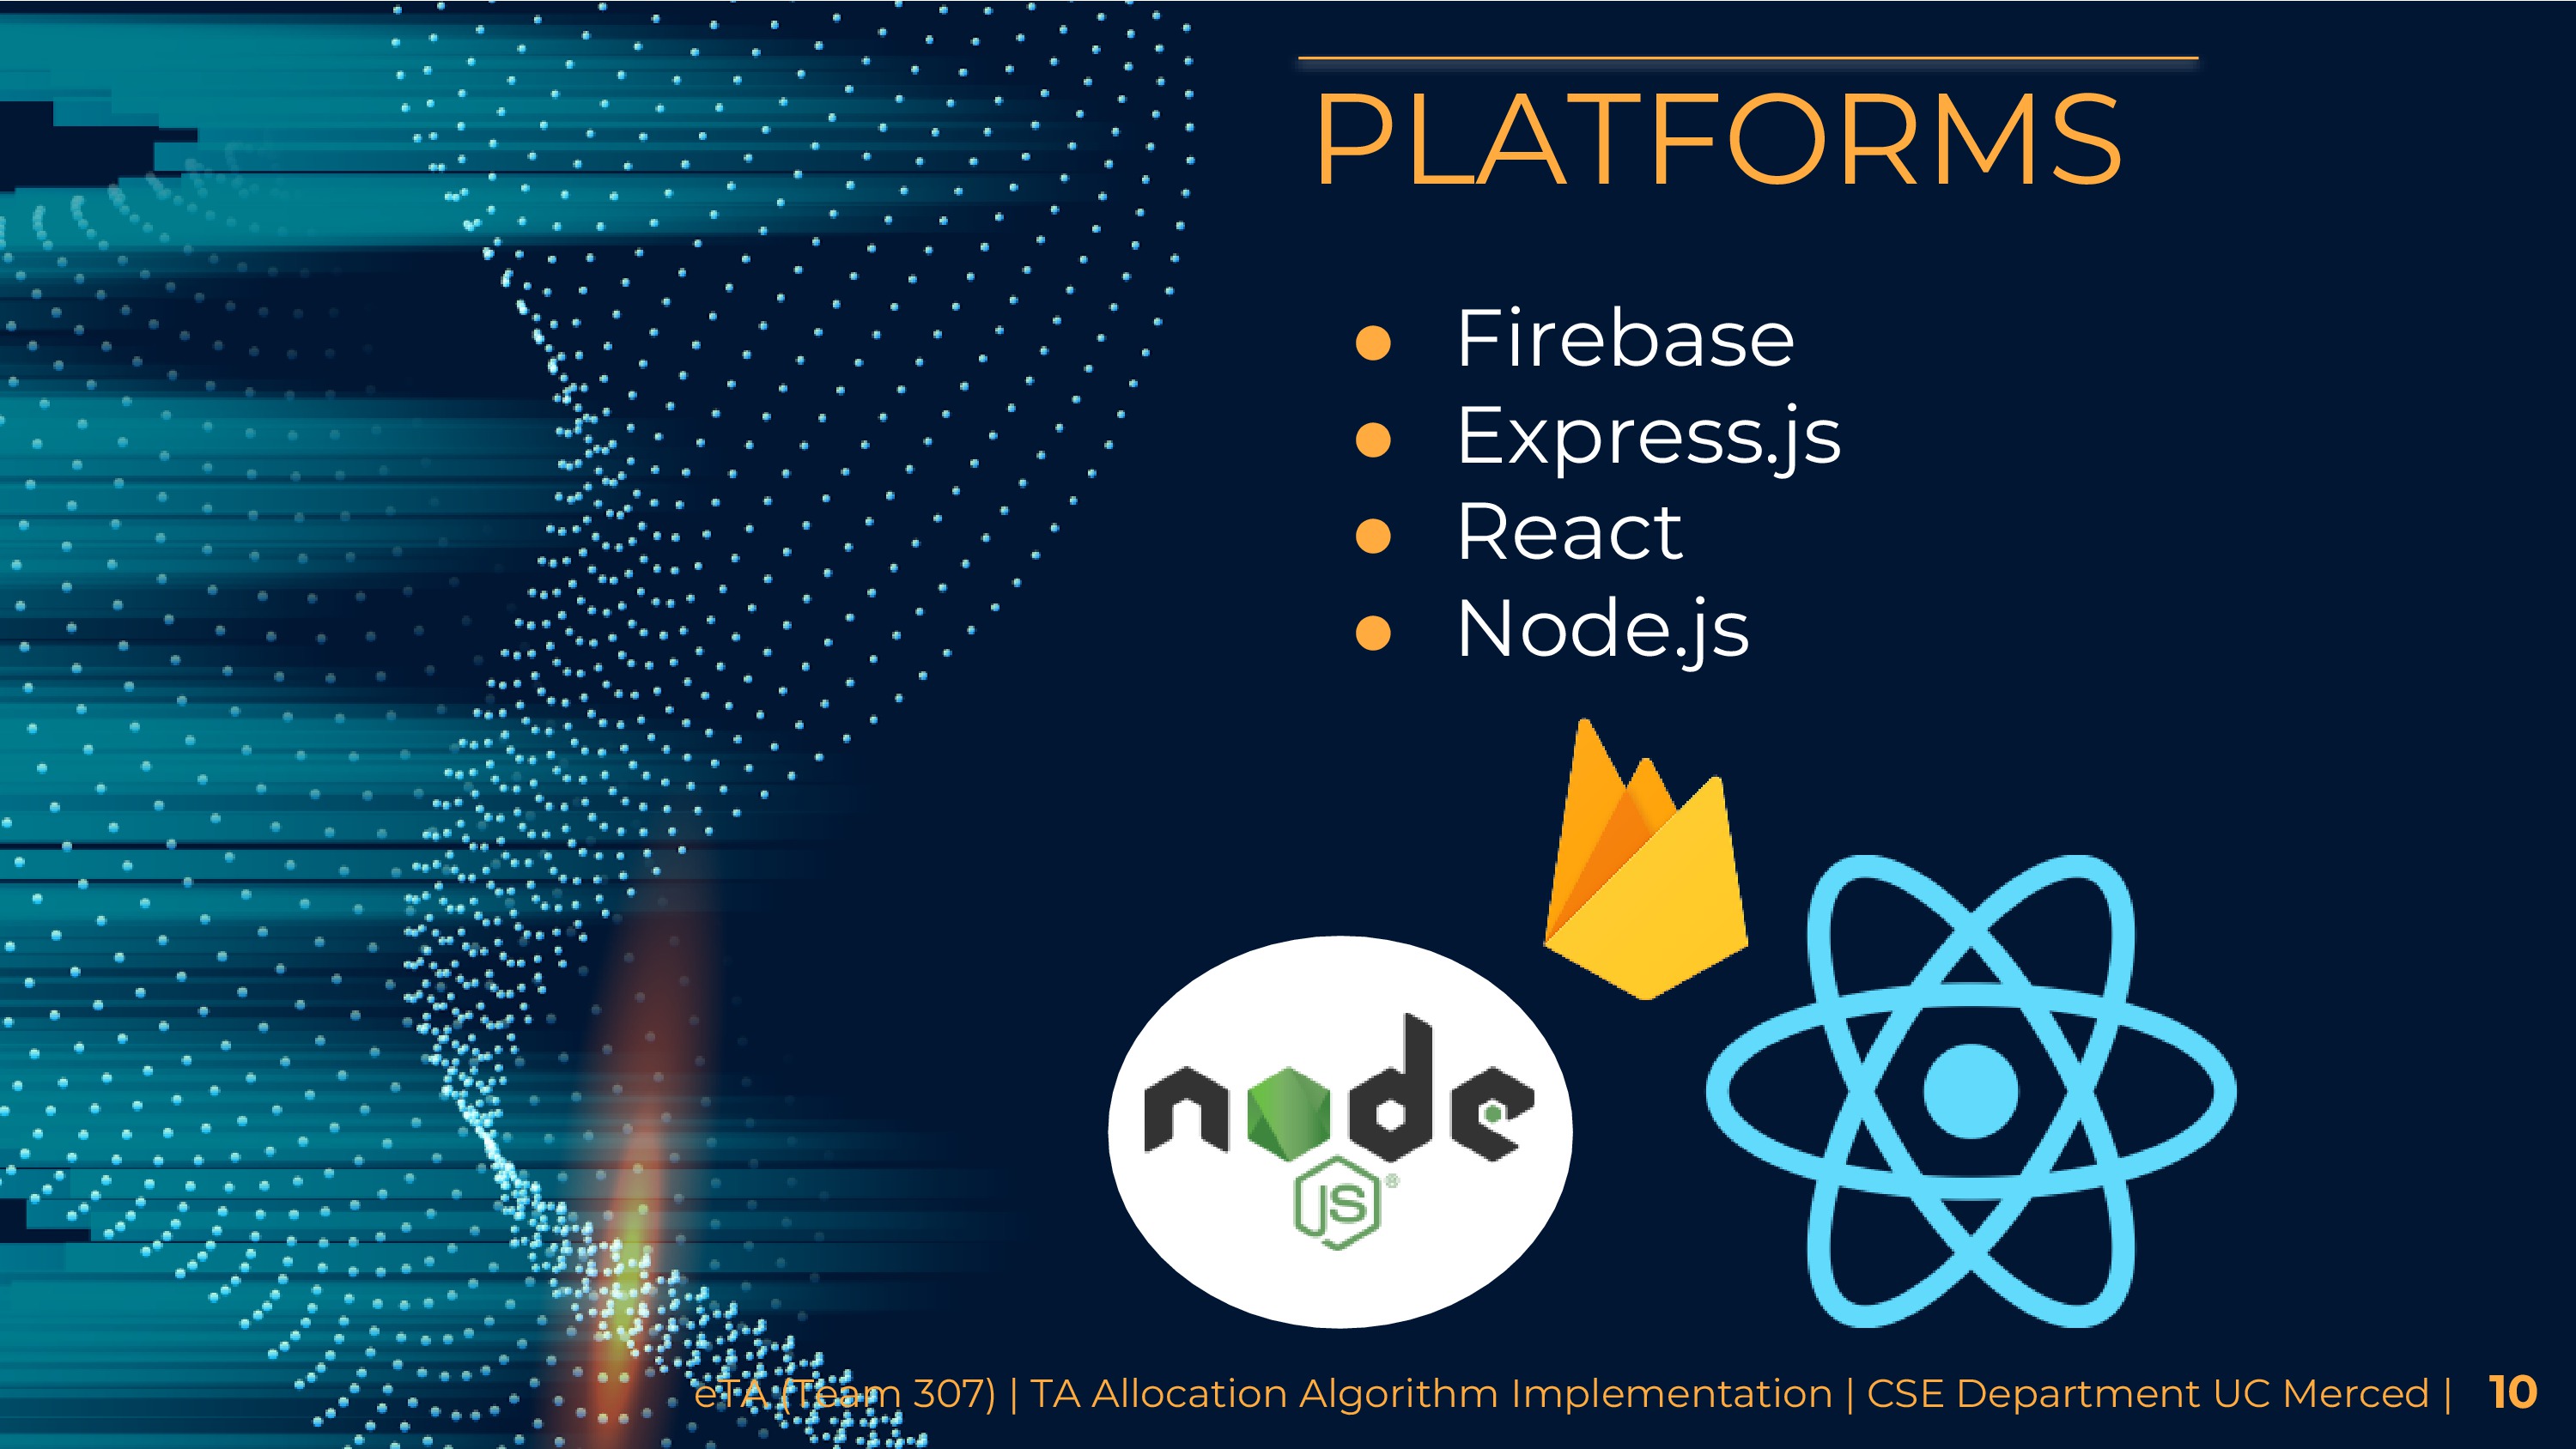 PLATFORMS
● Firebase
● Express.js
● React
● Node.js
node
JS®
eTA (Team 307) | TA Allocation Algorithm Implementation | CSE Department UC Merced | 10